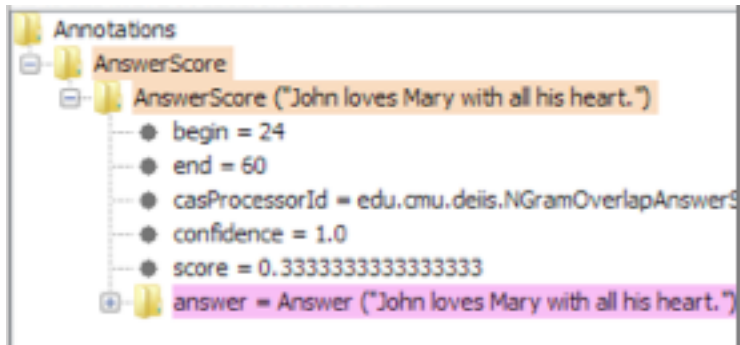 Annotations
AnswerScore
AnswerScore ("John loves Mary with all his heart.")
begin = 24
end = 60
casProcessorId = edu.cmu.deiis.NGramOverlapAnswerS
confidence = 1.0
score = 0.3333333333333333
answer = Answer ("John loves Mary with all his heart.")